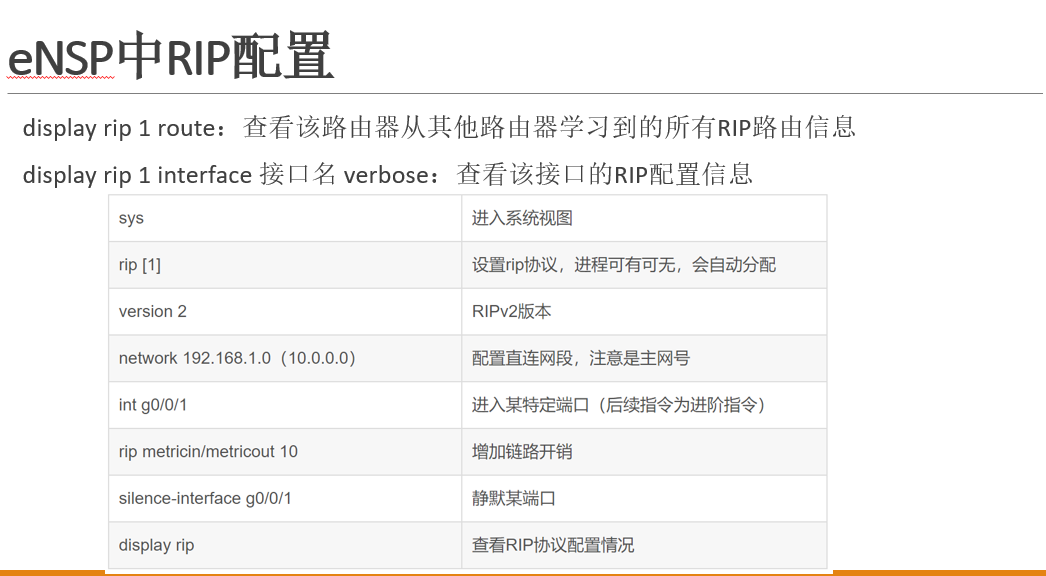 eNSP中RIP配置
display rip 1 route：查看该路由器从其他路由器学习到的所有RIP路由信息
display rip 1 interface 接口名 verbose：查看该接口的RIP配置信息
sys 进入系统视图
rip [1] 设置rip协议，进程可有可无，会自动分配
version 2 RIPv2版本
network 192.168.1.0（10.0.0.0） 配置直连网段，注意是主网号
int g0/0/1 进入某特定端口（后续指令为进阶指令）
rip metricin/metricout 10 增加链路开销
silence-interface g0/0/1 静默某端口
display rip 查看RIP协议配置情况